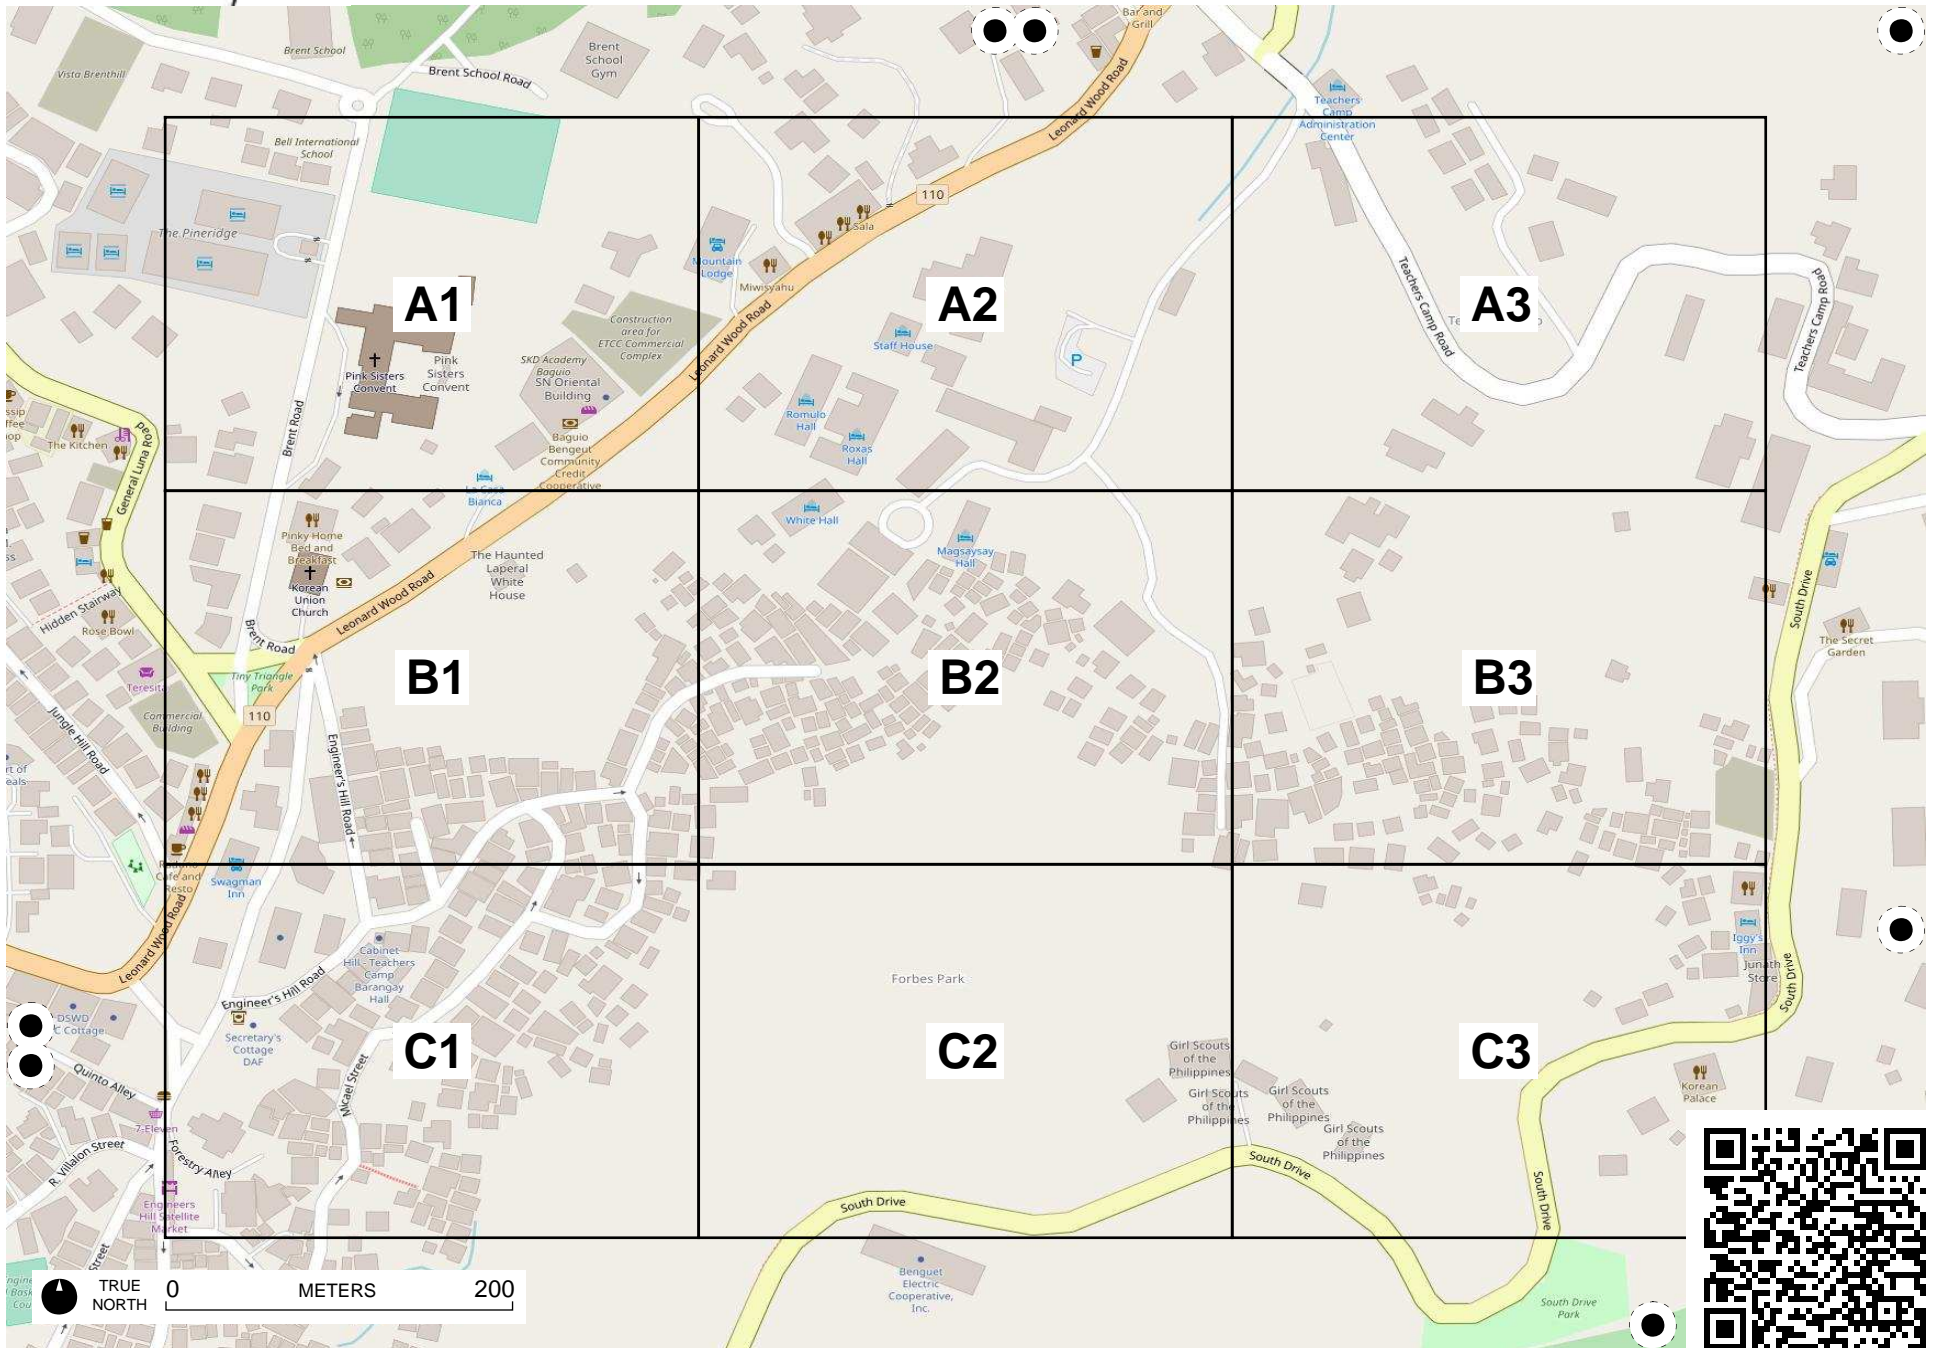 Bar and
Grill
Brent School
Brent
School
Gym
Vista Brenthill
Brent School Road
Leonard Wood Road
Teachers
Camp
Administration
Center
Bell International
School
110
The Pineridge
Sala
Mountain
Lodge
Miwisyahu
A1
A2
A3
Teachers Camp Road
Teachers Camp Road
Construction
area for
ETCC Commercial
Complex
Leonard Wood Road
Staff House
SKD Academy
Baguio
SN Oriental
Building
Pink Sisters
Convent
Pink
Sisters
Convent
P
Romulo
Hall
Roxas
Hall
Brent Road
The Kitchen
General Luna Road
Baguio
Bengeut
Community
Credit
Cooperative
La Casa
Bianca
White Hall
Magsaysay
Hall
Pinky Home
Bed and
Breakfast
The Haunted
Laperal
White
House
Korean
Union
Church
Leonard Wood Road
Hidden Stairway
Rose Bowl
Brent Road
South Drive
The Secret
Garden
B1
B2
B3
Tiny Triangle
Park
Teresita
110
Commercial
Building
Jungle Hill Road
Engineer's Hill Road
Cafe and
Resto
Swagman
Inn
Leonard Wood Road
Cabinet
Hill - Teachers
Camp
Barangay
Hall
Iggy's
Inn
Junath
Store
South Drive
Forbes Park
Engineer's Hill Road
DSWD
C Cottage
Secretary's
Cottage
DAF
C1
C2
C3
Micael Street
Quinto Alley
Girl Scouts
of the
Philippines
Girl Scouts
of the
Philippines
Girl Scouts
of the
Philippines
Girl Scouts
of the
Philippines
Korean
Palace
7-Eleven
R. Villalon Street
Forestry Alley
South Drive
South Drive
South Drive
Engineers
Hill Satellite
Market
Street
Benguet
Electric
Cooperative,
Inc.
South Drive
Park
TRUE
NORTH
0 METERS 200